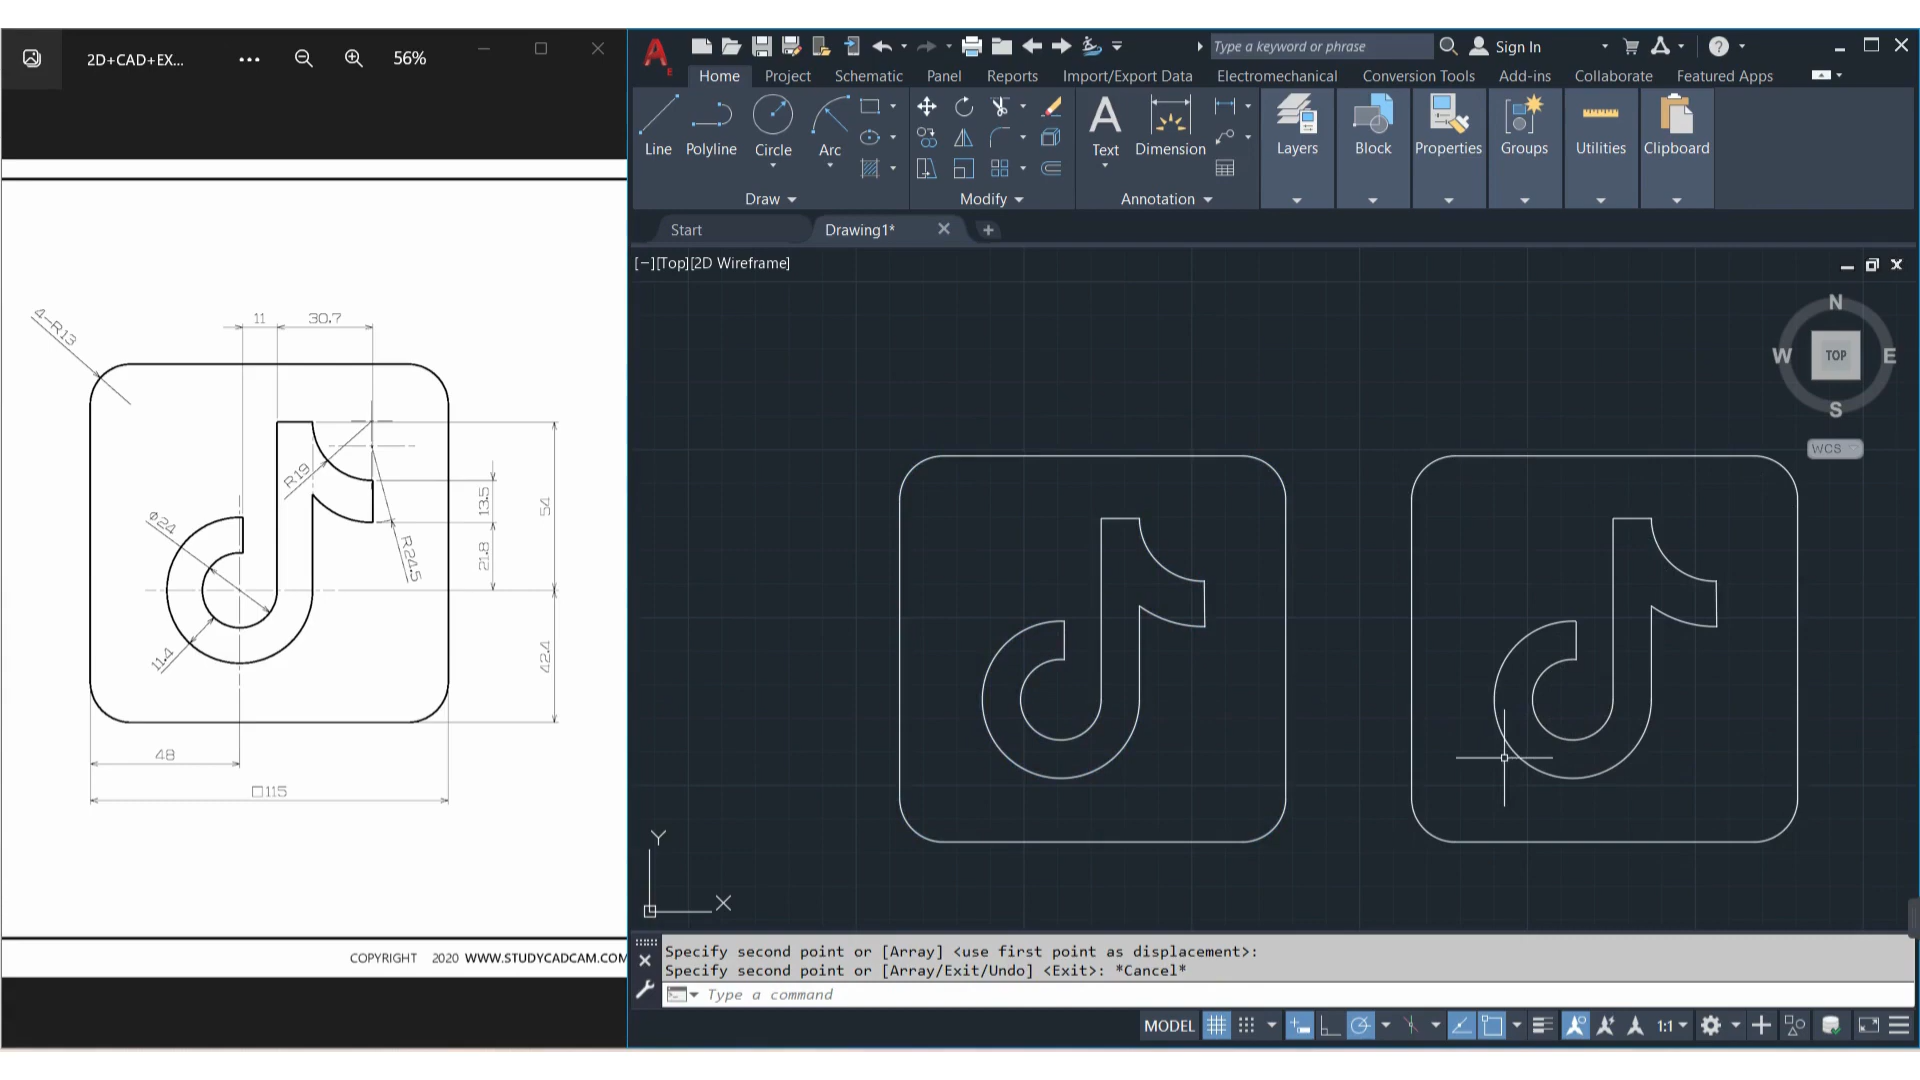 2D+CAD+EX...
56%
4-R13
11
30.7
R19
Φ24
13.5
54
21.8
R24.5
11.4
42.4
48
□115
COPYRIGHT 2020 WWW.STUDYCADCAM.COM
Type a keyword or phrase
Sign In
Home Project Schematic Panel Reports Import/Export Data Electromechanical Conversion Tools Add-ins Collaborate Featured Apps
Line Polyline Circle Arc Text Dimension Layers Block Properties Groups Utilities Clipboard
Draw Modify Annotation
Start Drawing1*
[−][Top][2D Wireframe]
N
W TOP E
S
WCS
Y
X
Specify second point or [Array] <use first point as displacement>:
Specify second point or [Array/Exit/Undo] <Exit>: *Cancel*
Type a command
MODEL 1:1